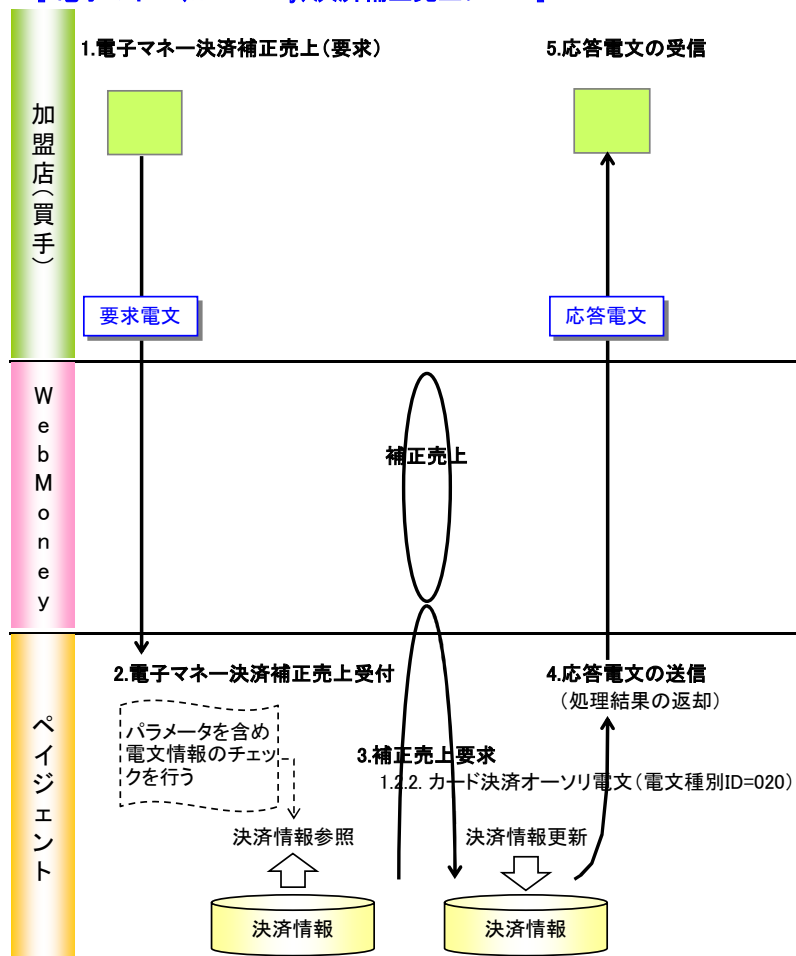 1.電子マネー決済補正売上(要求)
5.応答電文の受信
加盟店(買手)
要求電文
応答電文
WebMoney
補正売上
2.電子マネー決済補正売上受付
4.応答電文の送信
(処理結果の返却)
パラメータを含め
電文情報のチェッ
クを行う
3.補正売上要求
1.2.2. カード決済オーソリ電文(電文種別ID=020)
ペイジェント
決済情報参照
決済情報更新
決済情報
決済情報